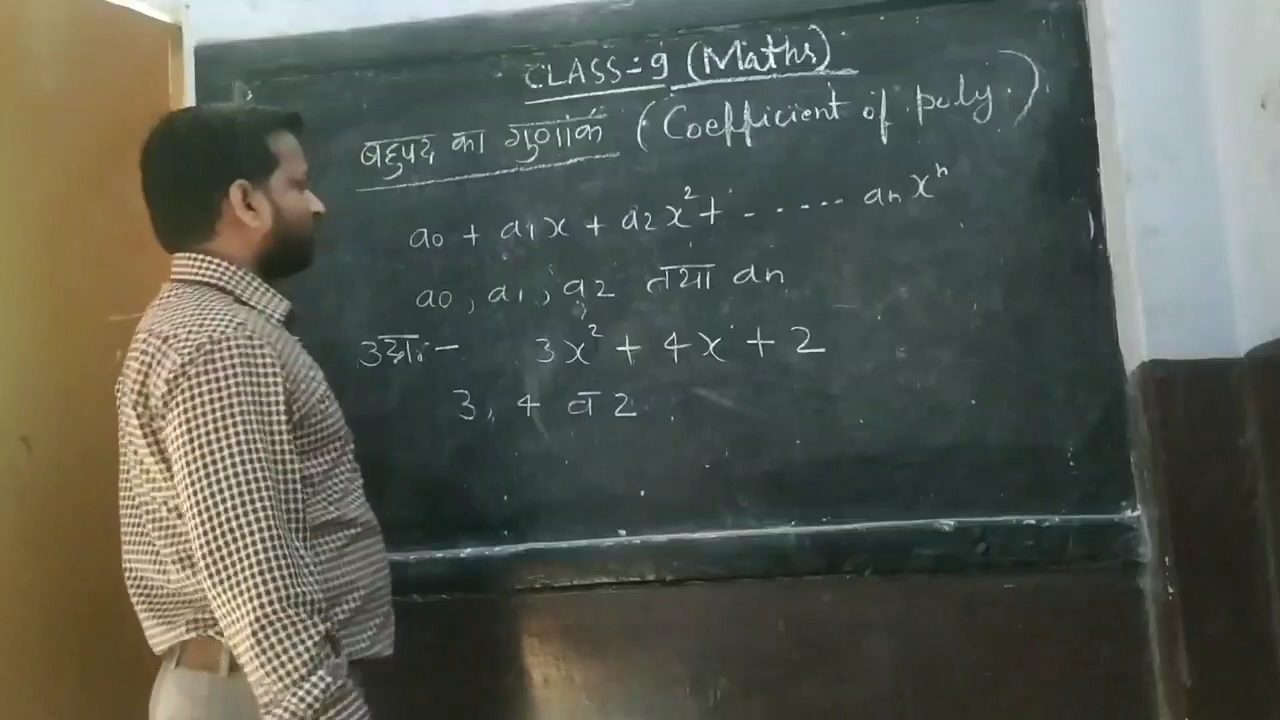 CLASS:-9 (Maths)
बहुपद का गुणांक (Coefficient of poly.)
a0 + a1x + a2x² + ------ anxⁿ
a0, a1, a2 तथा an
उदा:- 3x² + 4x + 2
3, 4 व 2